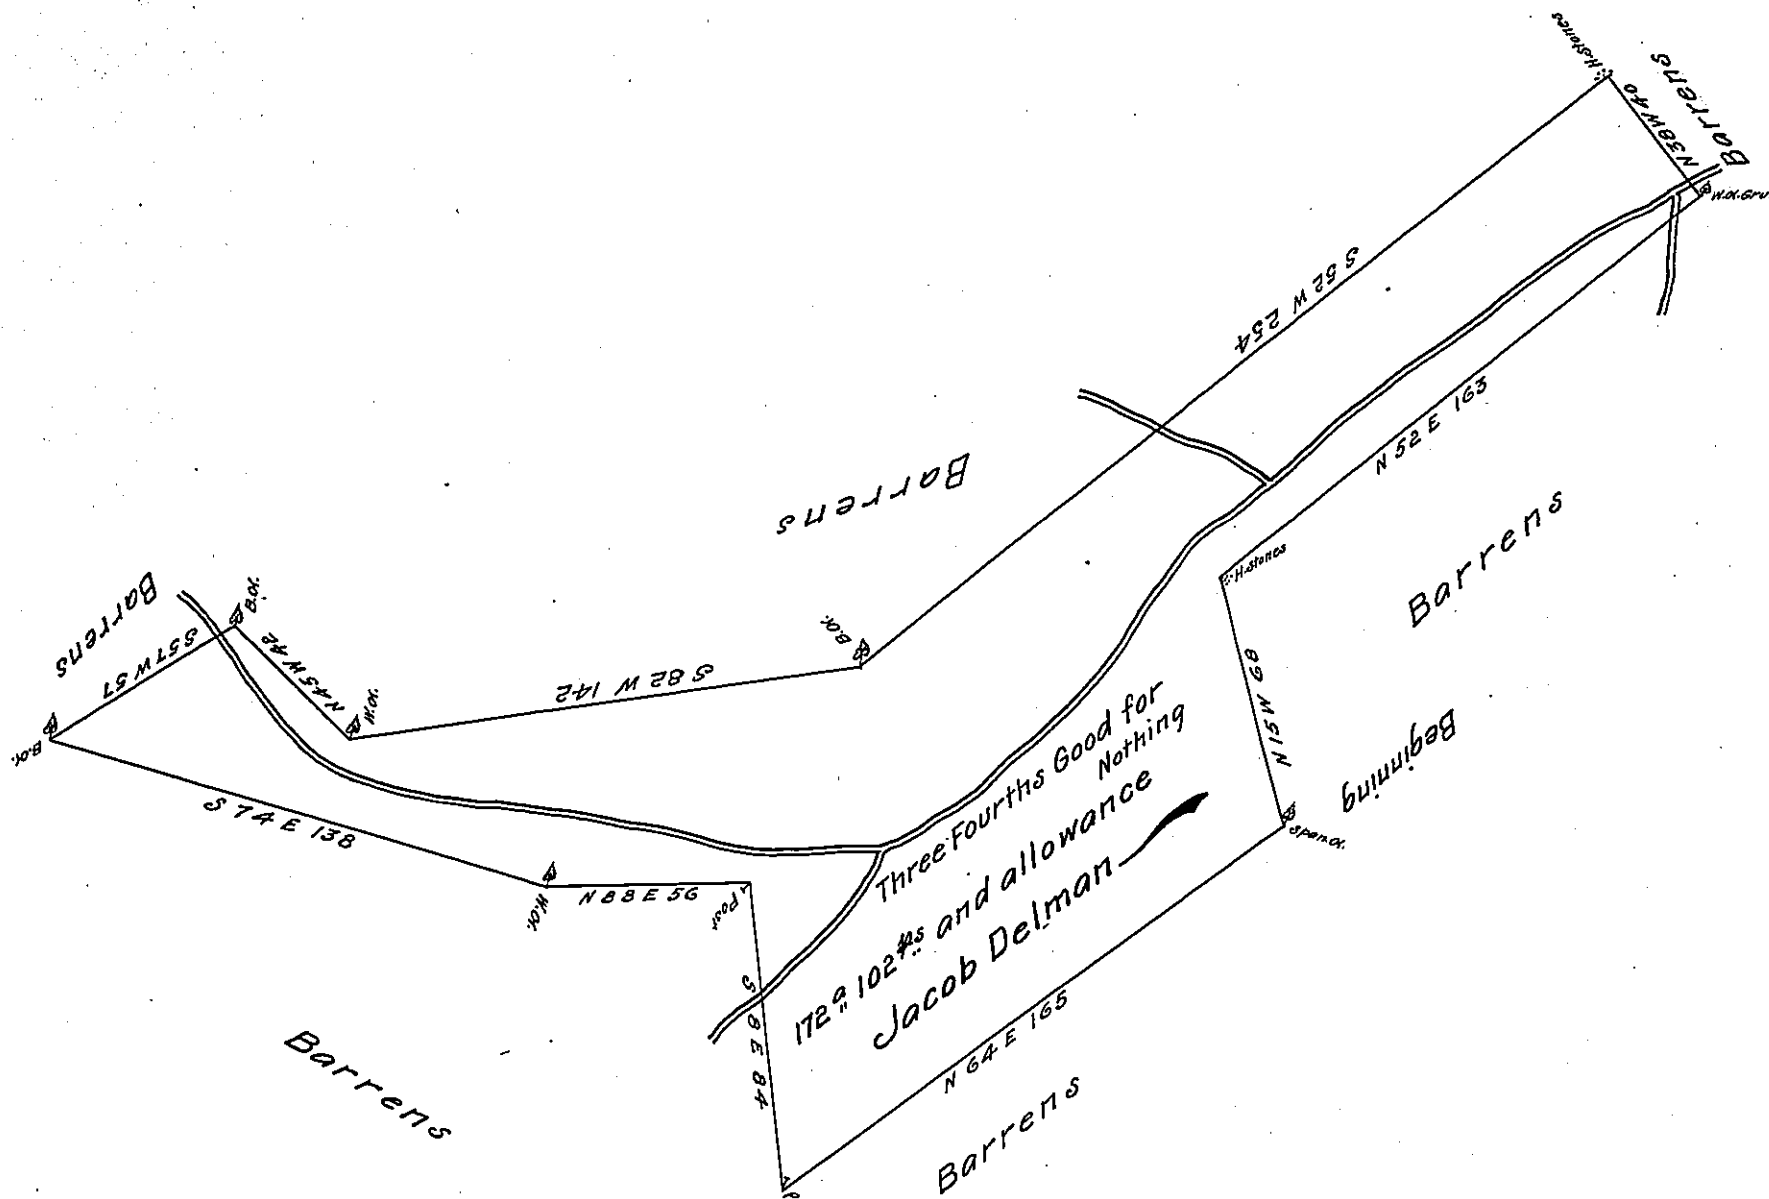 H.Stones
Barrens
N38W40
W.O.Gru
S 52 W 254
N 52 E 163
Barrens
H.stones
Barrens
N 15 W 68
Beginning
Span.O.
Barrens
B.O.
S 57 W 57
N 45 W 42
B.O.
W.O.
S 82 W 142
B.O.
S 74 E 138
W.O.
N 88 E 56
Post
S 8 E 84
Three Fourths Good for
Nothing
172a 102ps and allowance
Jacob Delman
N 64 E 165
Barrens
Barrens
P